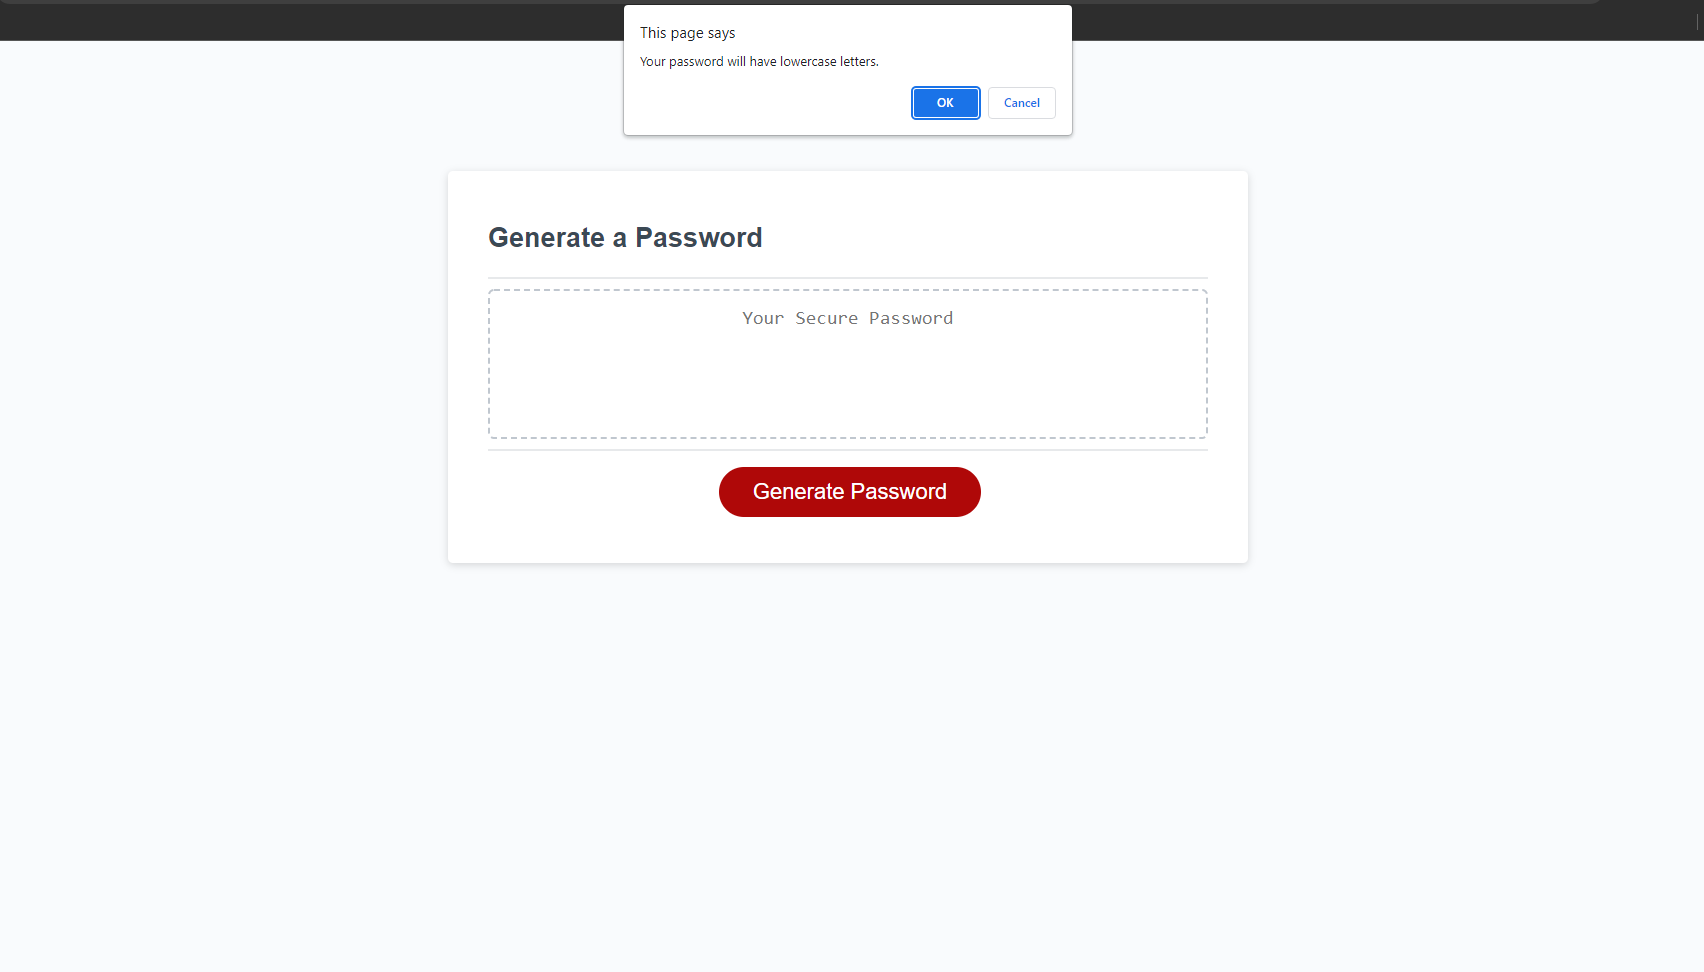 This page says
Your password will have lowercase letters.
OK Cancel
Generate a Password
Your Secure Password
Generate Password